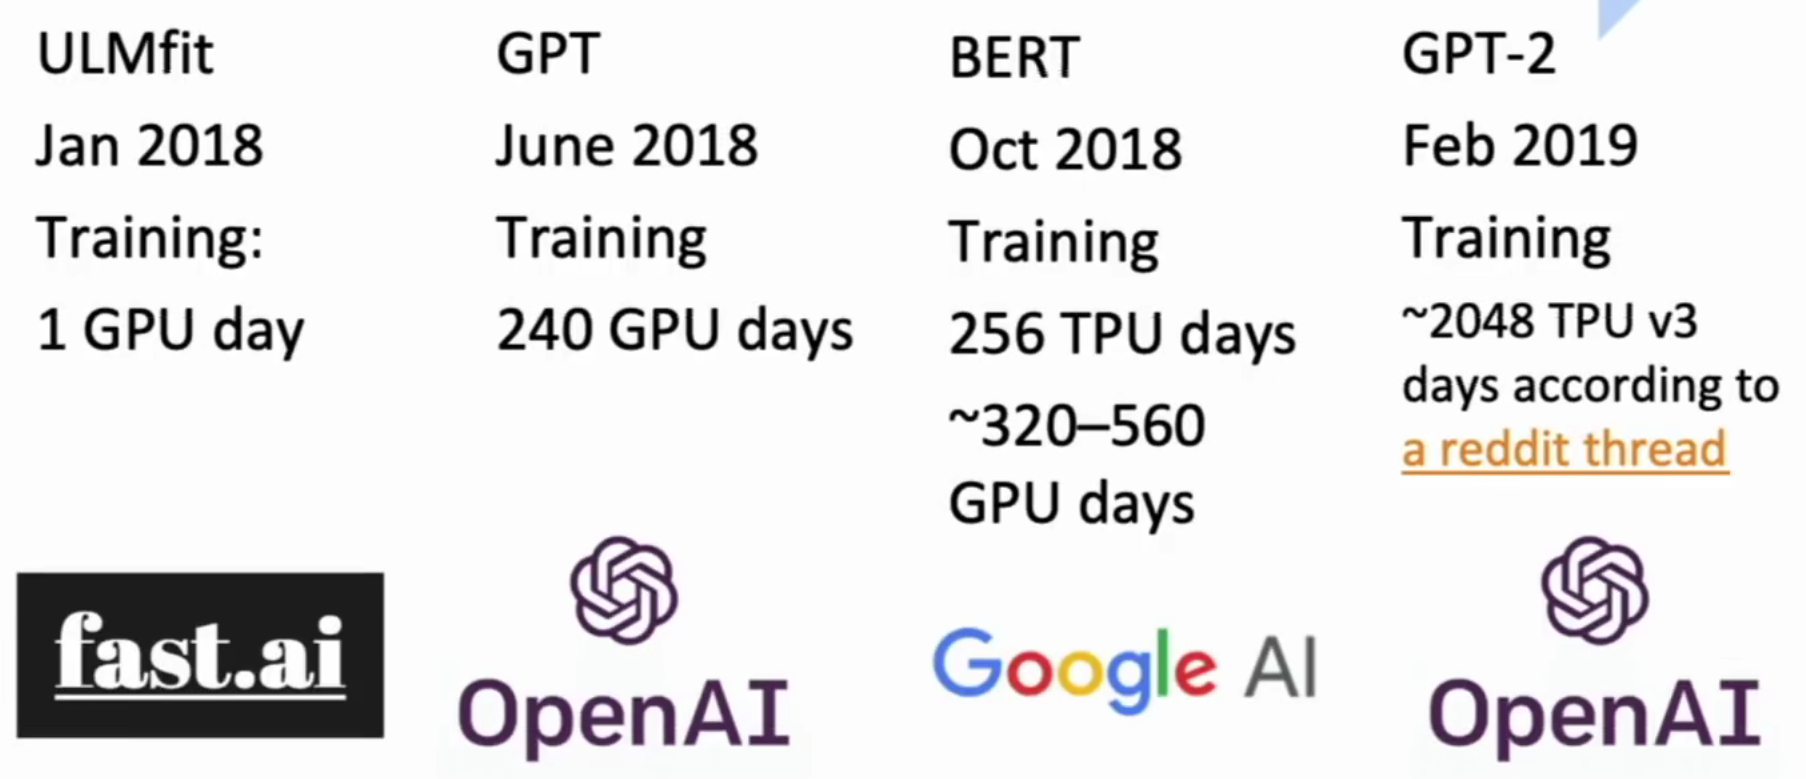 ULMfit
Jan 2018
Training:
1 GPU day
fast.ai
GPT
June 2018
Training
240 GPU days
OpenAI
BERT
Oct 2018
Training
256 TPU days
~320–560
GPU days
Google AI
GPT-2
Feb 2019
Training
~2048 TPU v3
days according to
a reddit thread
OpenAI